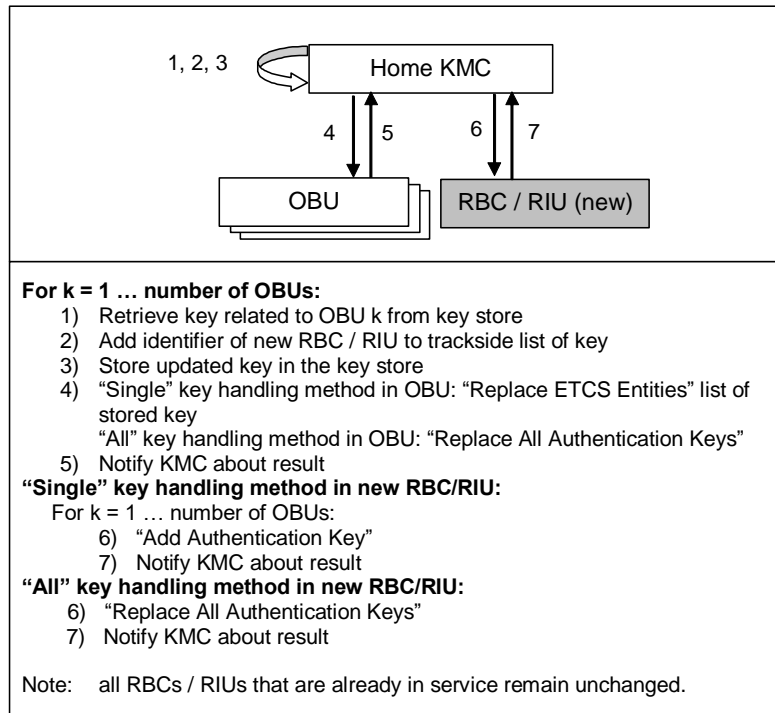 1, 2, 3
Home KMC
4
5
6
7
OBU
RBC / RIU (new)
For k = 1 … number of OBUs:
1) Retrieve key related to OBU k from key store
2) Add identifier of new RBC / RIU to trackside list of key
3) Store updated key in the key store
4) “Single” key handling method in OBU: “Replace ETCS Entities” list of
stored key
“All” key handling method in OBU: “Replace All Authentication Keys”
5) Notify KMC about result
“Single” key handling method in new RBC/RIU:
For k = 1 … number of OBUs:
6) “Add Authentication Key”
7) Notify KMC about result
“All” key handling method in new RBC/RIU:
6) “Replace All Authentication Keys”
7) Notify KMC about result
Note: all RBCs / RIUs that are already in service remain unchanged.